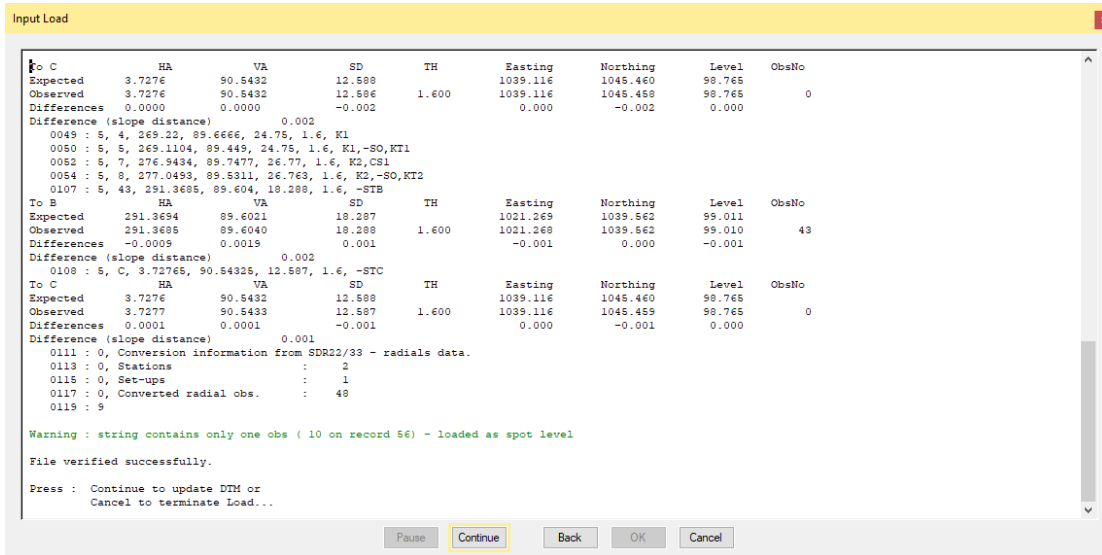 Input Load
To C HA VA SD TH Easting Northing Level ObsNo
Expected 3.7276 90.5432 12.588 1039.116 1045.460 98.765
Observed 3.7276 90.5432 12.586 1.600 1039.116 1045.458 98.765 0
Differences 0.0000 0.0000 -0.002 0.000 -0.002 0.000
Difference (slope distance) 0.002
0049 : 5, 4, 269.22, 89.6666, 24.75, 1.6, K1
0050 : 5, 5, 269.1104, 89.449, 24.75, 1.6, K1,-SO,KT1
0052 : 5, 7, 276.9434, 89.7477, 26.77, 1.6, K2,CS1
0054 : 5, 8, 277.0493, 89.5311, 26.763, 1.6, K2,-SO,KT2
0107 : 5, 43, 291.3685, 89.604, 18.288, 1.6, -STB
To B HA VA SD TH Easting Northing Level ObsNo
Expected 291.3694 89.6021 18.287 1021.269 1039.562 99.011
Observed 291.3685 89.6040 18.288 1.600 1021.268 1039.562 99.010 43
Differences -0.0009 0.0019 0.001 -0.001 0.000 -0.001
Difference (slope distance) 0.002
0108 : 5, C, 3.72765, 90.54325, 12.587, 1.6, -STC
To C HA VA SD TH Easting Northing Level ObsNo
Expected 3.7276 90.5432 12.588 1039.116 1045.460 98.765
Observed 3.7277 90.5433 12.587 1.600 1039.116 1045.459 98.765 0
Differences 0.0001 0.0001 -0.001 0.000 -0.001 0.000
Difference (slope distance) 0.001
0111 : 0, Conversion information from SDR22/33 - radials data.
0113 : 0, Stations : 2
0115 : 0, Set-ups : 1
0117 : 0, Converted radial obs. : 48
0119 : 9
Warning : string contains only one obs ( 10 on record 56) - loaded as spot level
File verified successfully.
Press : Continue to update DTM or
Cancel to terminate Load...
Pause Continue Back OK Cancel